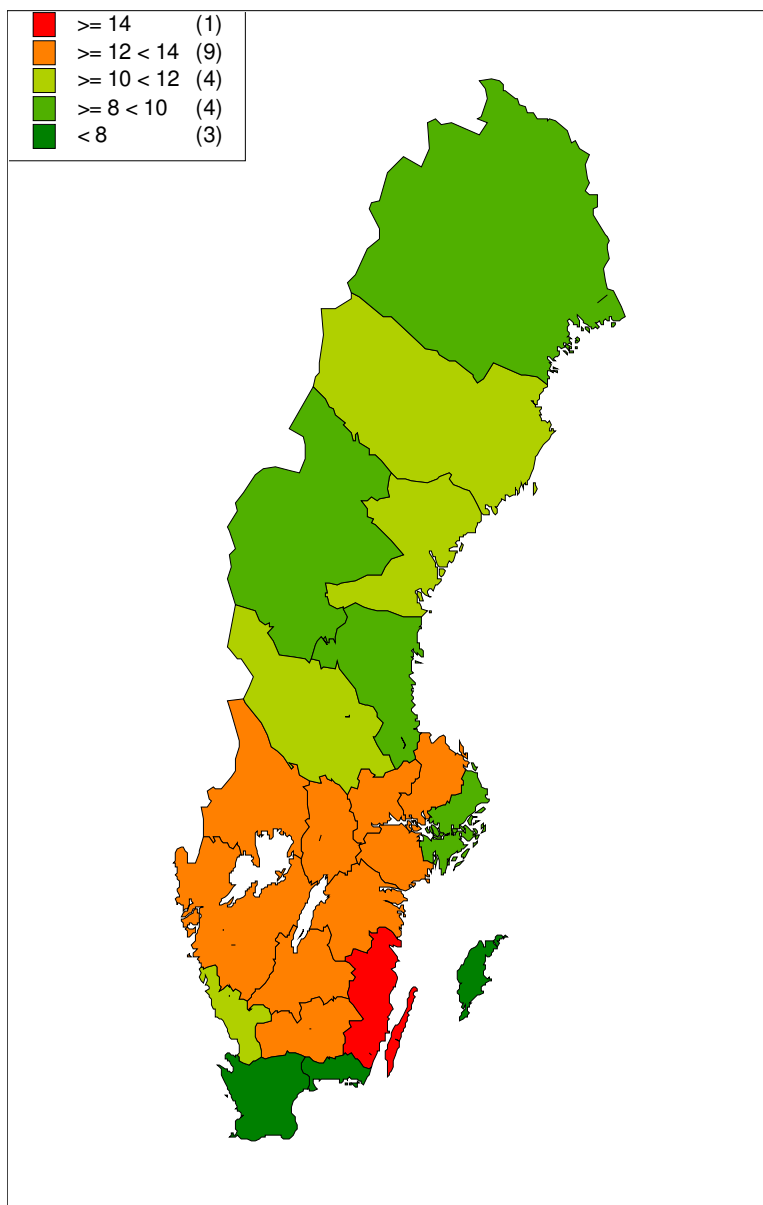 >= 14 (1)
>= 12 < 14 (9)
>= 10 < 12 (4)
>= 8 < 10 (4)
< 8 (3)